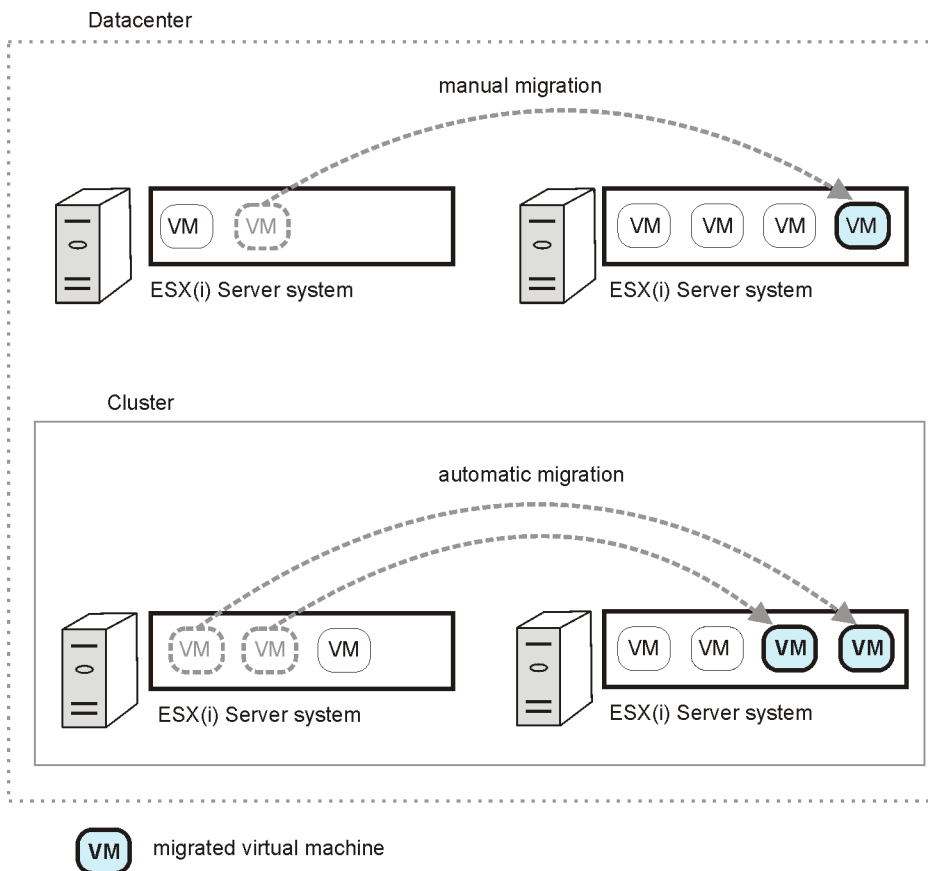 Datacenter
manual migration
VM VM
VM VM VM VM
ESX(i) Server system
ESX(i) Server system
Cluster
automatic migration
VM VM VM
VM VM VM VM
ESX(i) Server system
ESX(i) Server system
VM migrated virtual machine